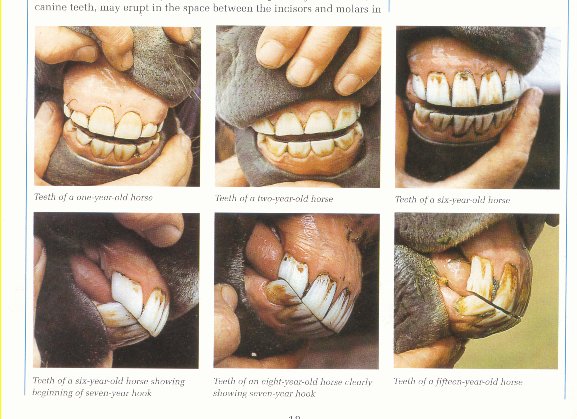 canine teeth, may erupt in the space between the incisors and molars in
Teeth of a one-year-old horse
Teeth of a two-year-old horse
Teeth of a six-year-old horse
Teeth of a six-year-old horse showing
beginning of seven-year hook
Teeth of an eight-year-old horse clearly
showing seven-year hook
Teeth of a fifteen-year-old horse